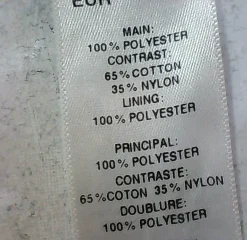 EUR
MAIN:
100% POLYESTER
CONTRAST:
65%COTTON
35% NYLON
LINING:
100% POLYESTER
PRINCIPAL:
100% POLYESTER
CONTRASTE:
65%COTON 35% NYLON
DOUBLURE:
100% POLYESTER